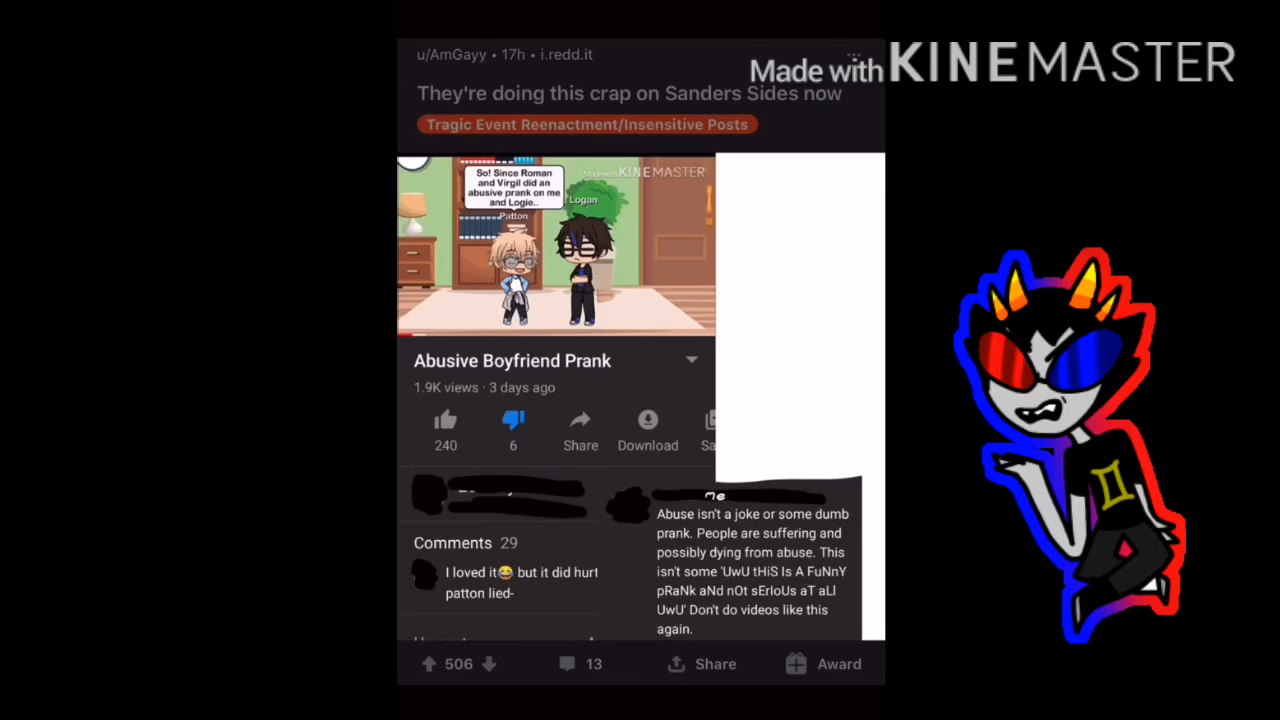 u/AmGayy • 17h • i.redd.it
Made with KINEMASTER
They're doing this crap on Sanders Sides now
Tragic Event Reenactment/Insensitive Posts
Made with KINEMASTER
So! Since Roman
and Virgil did an
abusive prank on me
and Logie..
Logan
Patton
Abusive Boyfriend Prank
1.9K views · 3 days ago
240
6
Share
Download
Sa
Me
Abuse isn't a joke or some dumb
prank. People are suffering and
possibly dying from abuse. This
isn't some 'UwU tHiS Is A FuNnY
pRaNk aNd nOt sErIoUs aT aLl
UwU' Don't do videos like this
again.
Comments 29
I loved it😂 but it did hurt
patton lied-
506
13
Share
Award